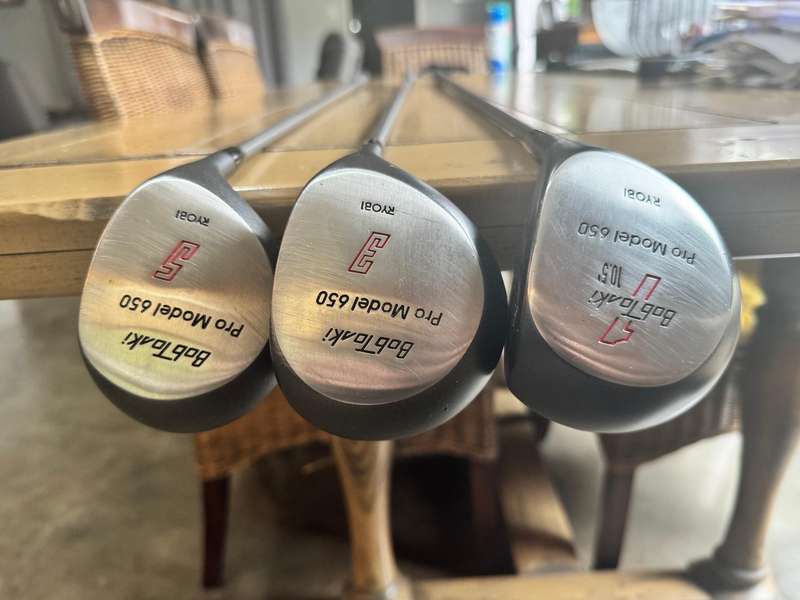 BobToski
Pro Model 650
5
RYOBI
BobToski
Pro Model 650
3
RYOBI
1
BobToski
10.5°
Pro Model 650
RYOBI